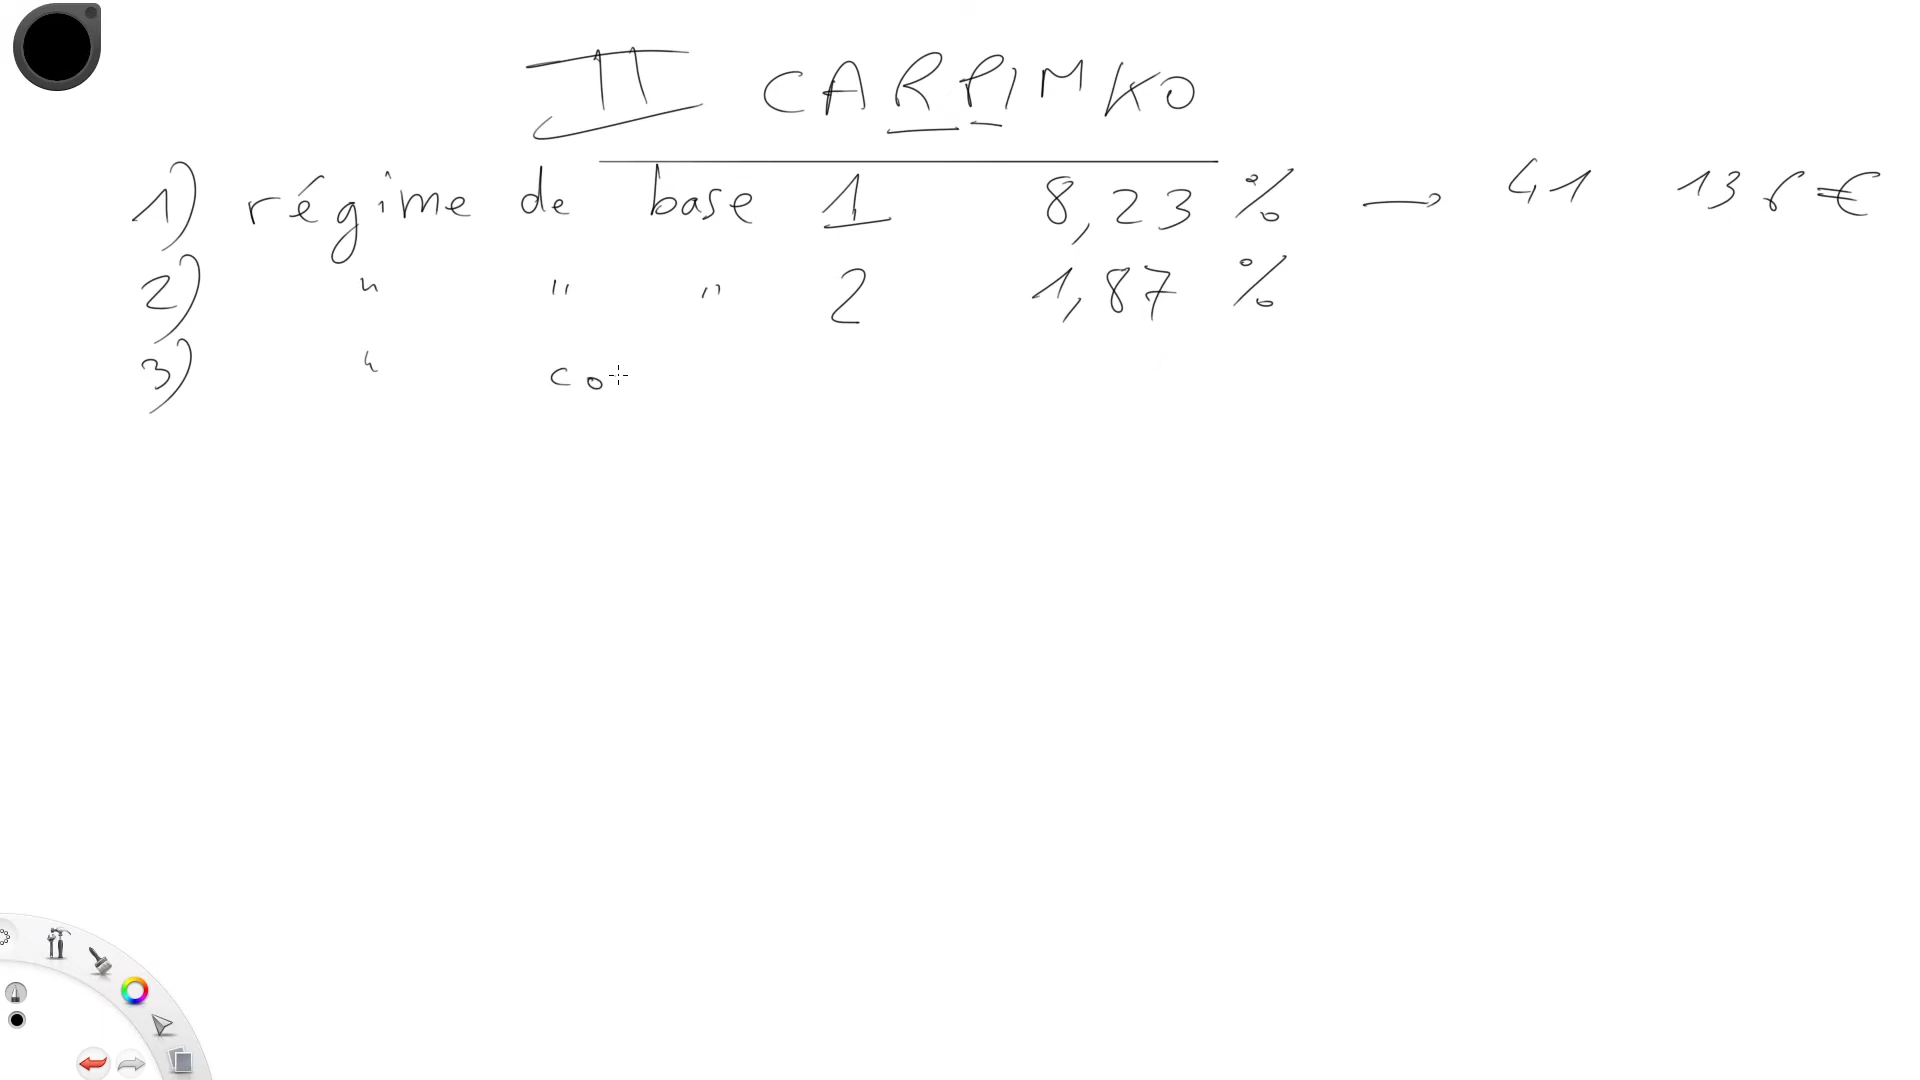 II CARPIMKO
1) régime de base 1 8,23 % → 41 136 €
2) " " " 2 1,87 %
3) " co